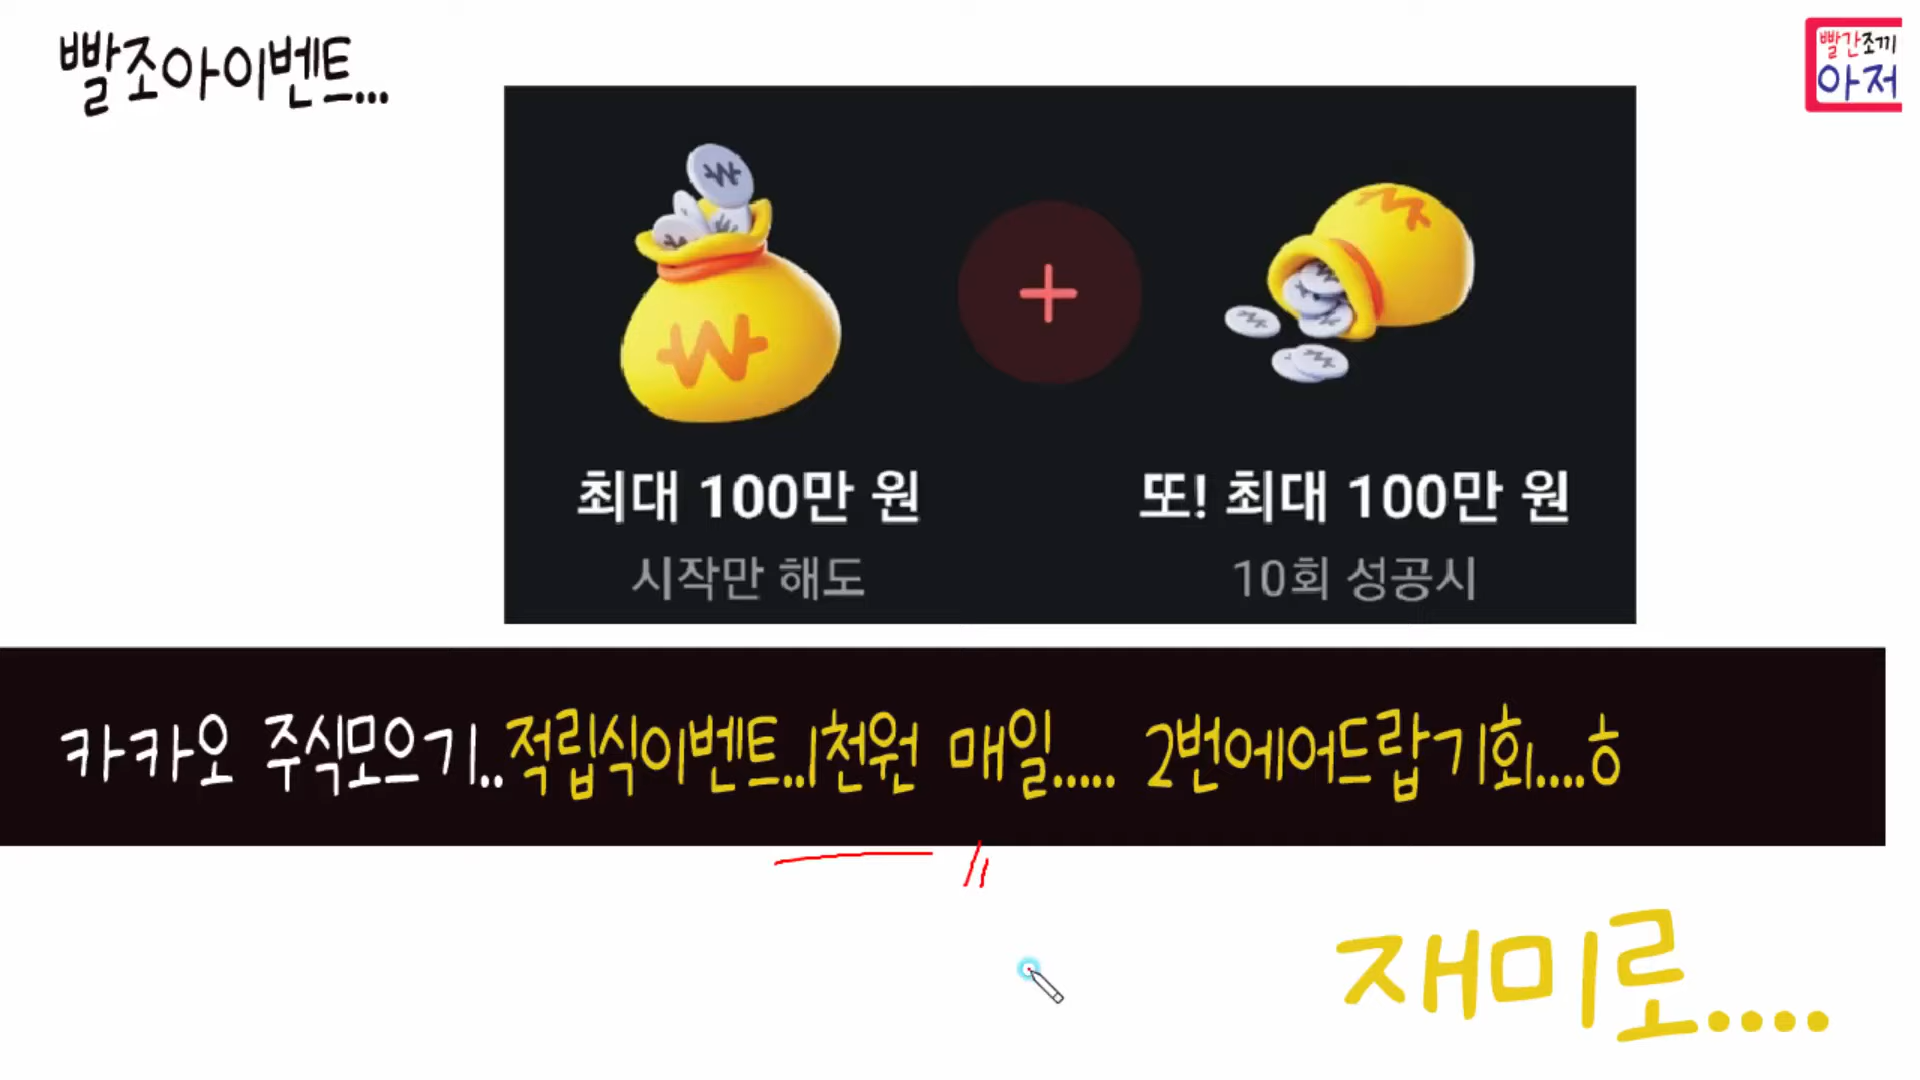 빨조아이벤트...
빨간조끼
아저
최대 100만 원
또! 최대 100만 원
시작만 해도
10회 성공시
카카오 주식모으기..적립식이벤트..1천원 매일..... 2번에어드랍기회....ㅎ
재미로....